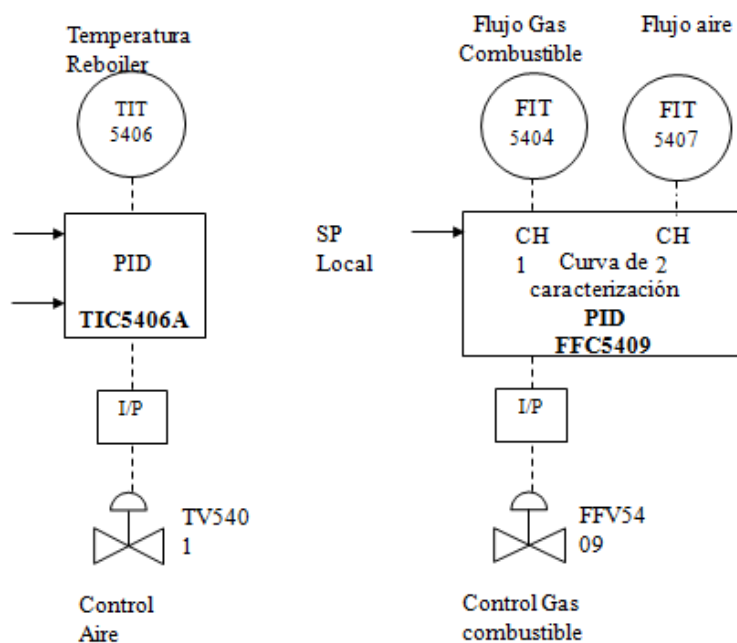 Temperatura
Reboiler
TIT
5406
PID
TIC5406A
I/P
TV540
1
Control
Aire
Flujo Gas
Combustible
Flujo aire
FIT
5404
FIT
5407
SP
Local
CH
1
CH
2
Curva de
caracterización
PID
FFC5409
I/P
FFV54
09
Control Gas
combustible